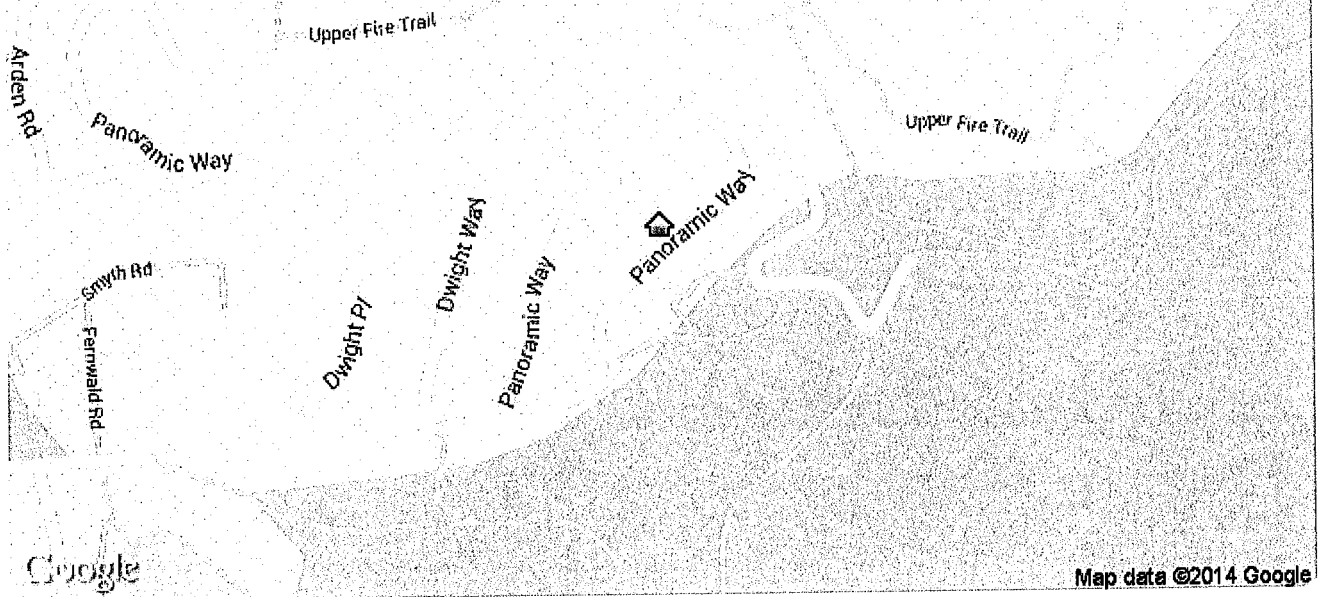 Upper Fire Trail
Arden Rd
Panoramic Way
Upper Fire Trail
Panoramic Way
Dwight Way
Smyth Rd
Panoramic Way
Dwight Pl
Fernwald Rd
Google
Map data ©2014 Google